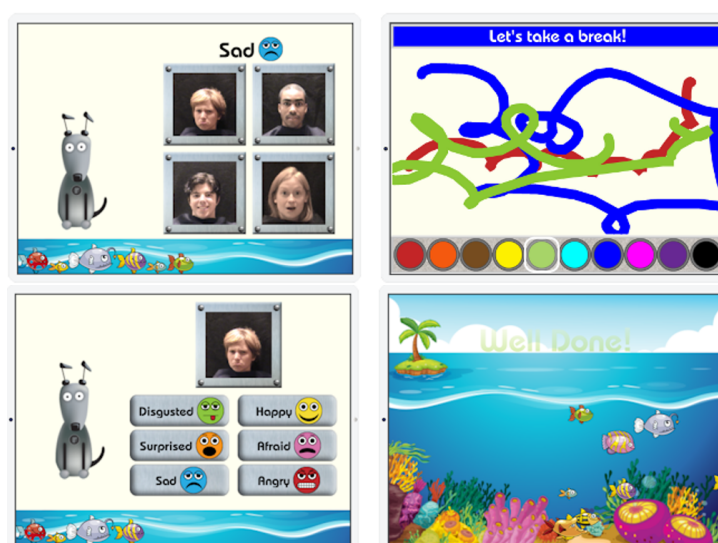 Sad
Let's take a break!
Disgusted
Happy
Surprised
Afraid
Sad
Angry
Well Done!